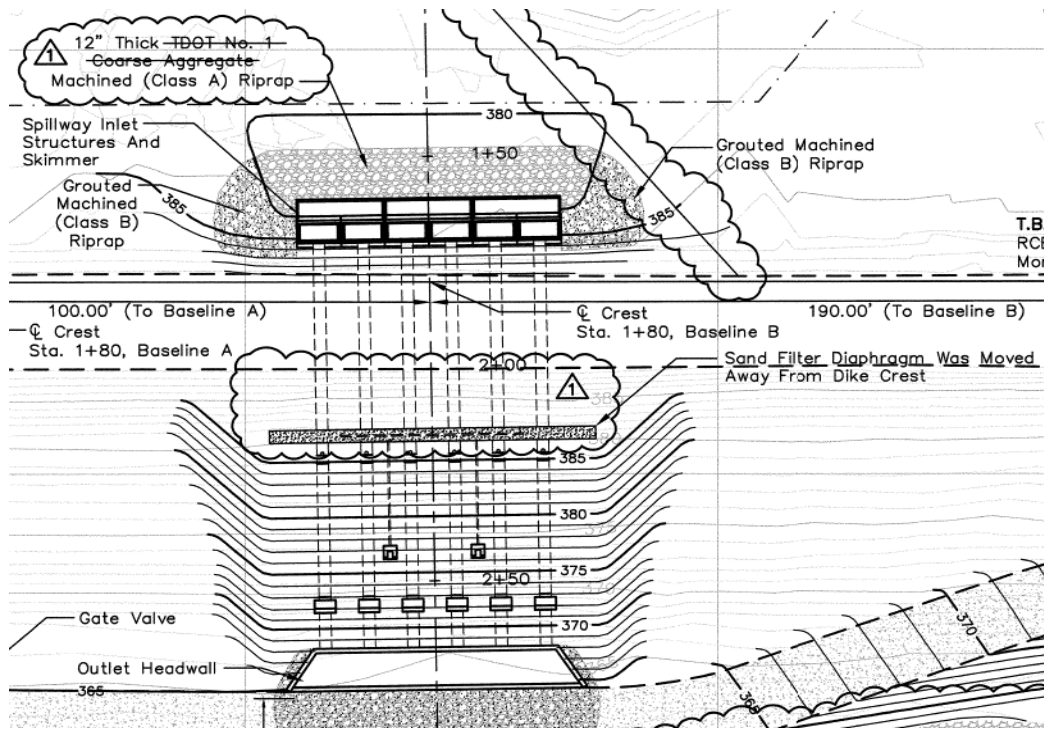 12" Thick TDOT No. 1
1
Coarse Aggregate
Machined (Class A) Riprap
380
Spillway Inlet
Structures And
Skimmer
1+50
Grouted Machined
(Class B) Riprap
Grouted
Machined
(Class B)
Riprap
385
385
T.B.
RCB
Mon
100.00' (To Baseline A)
℄ Crest
Sta. 1+80, Baseline A
℄ Crest
Sta. 1+80, Baseline B
190.00' (To Baseline B)
2+00
1
Sand Filter Diaphragm Was Moved
Away From Dike Crest
385
380
375
375
2+50
370
370
370
Gate Valve
Outlet Headwall
365
365